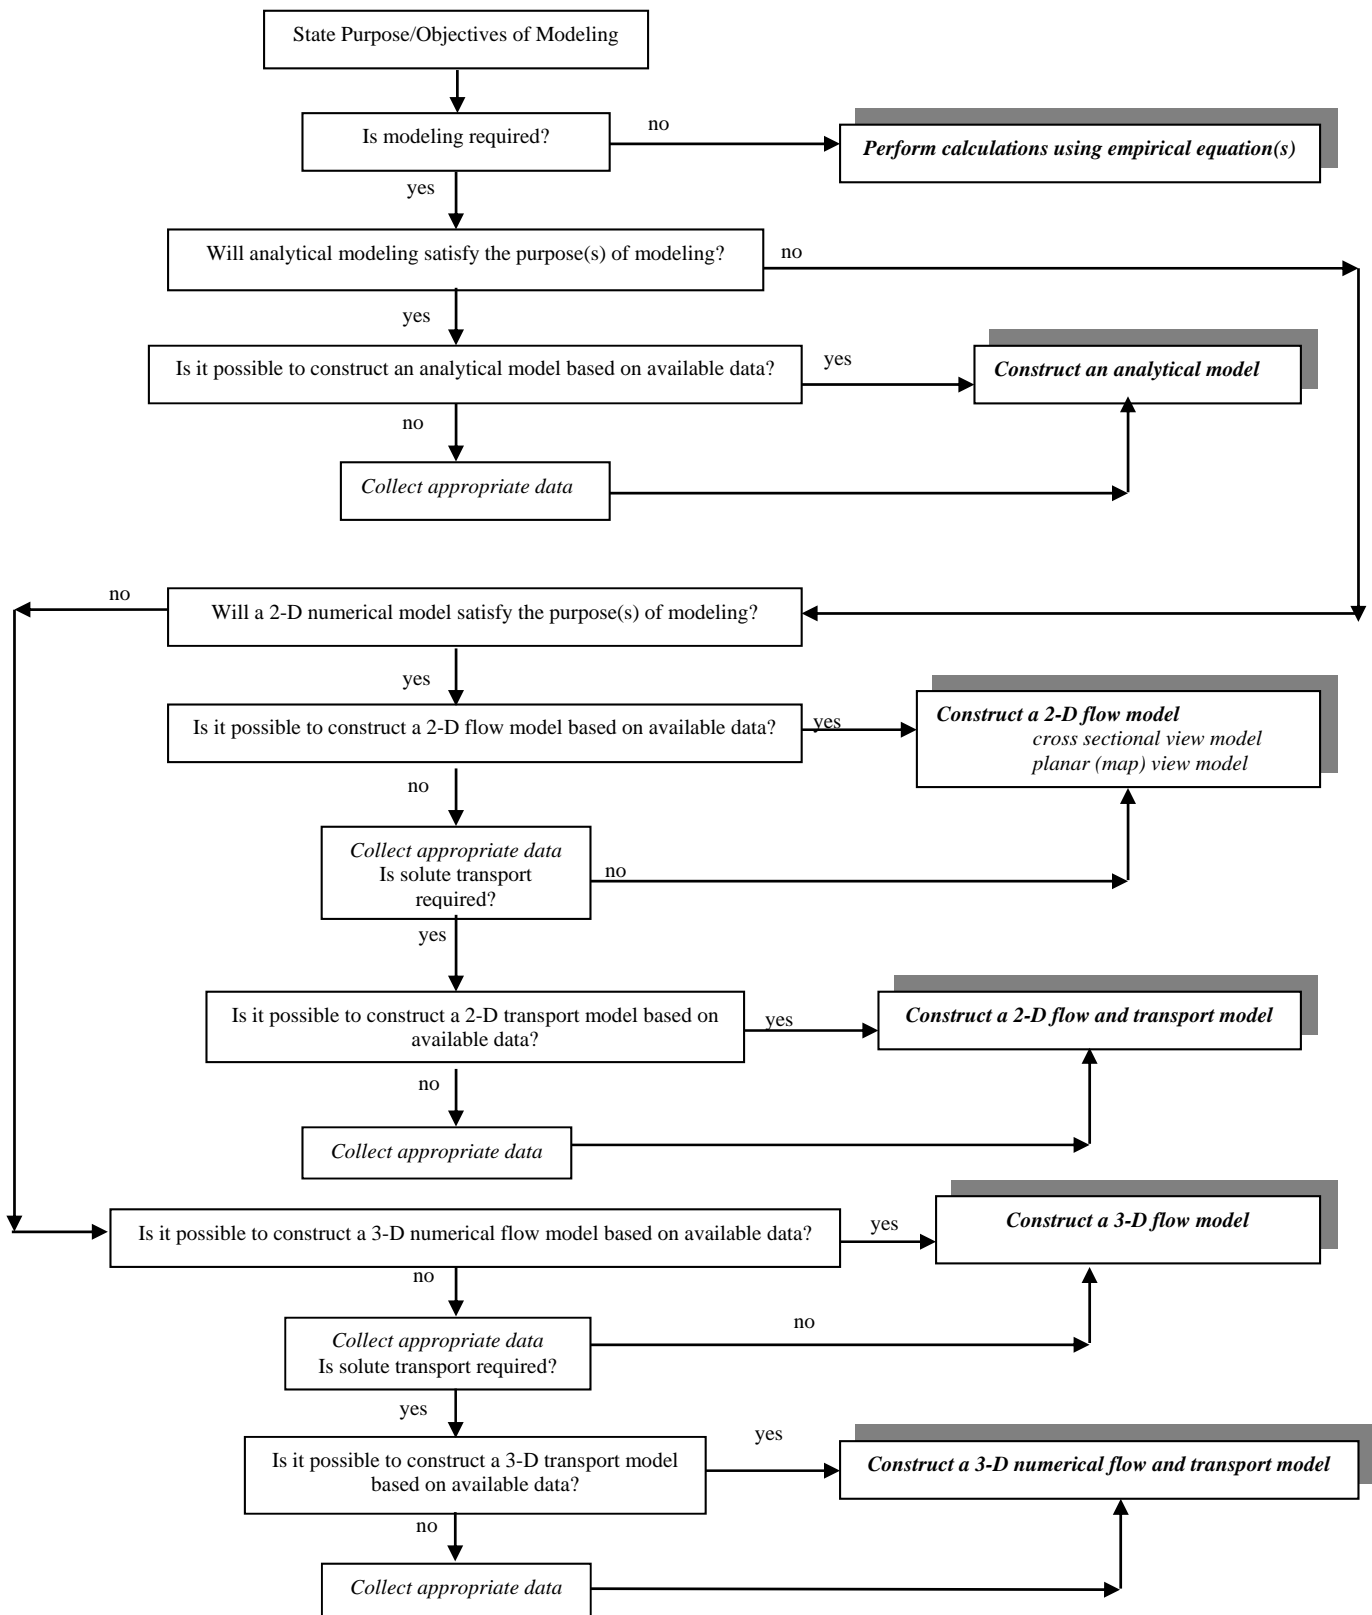 State Purpose/Objectives of Modeling
Is modeling required?
no
Perform calculations using empirical equation(s)
yes
Will analytical modeling satisfy the purpose(s) of modeling?
no
yes
Is it possible to construct an analytical model based on available data?
yes
Construct an analytical model
no
Collect appropriate data
no
Will a 2-D numerical model satisfy the purpose(s) of modeling?
yes
Is it possible to construct a 2-D flow model based on available data?
yes
Construct a 2-D flow model
cross sectional view model
planar (map) view model
no
Collect appropriate data
Is solute transport
required?
no
yes
Is it possible to construct a 2-D transport model based on
available data?
yes
Construct a 2-D flow and transport model
no
Collect appropriate data
Is it possible to construct a 3-D numerical flow model based on available data?
yes
Construct a 3-D flow model
no
Collect appropriate data
Is solute transport required?
no
yes
Is it possible to construct a 3-D transport model
based on available data?
yes
Construct a 3-D numerical flow and transport model
no
Collect appropriate data